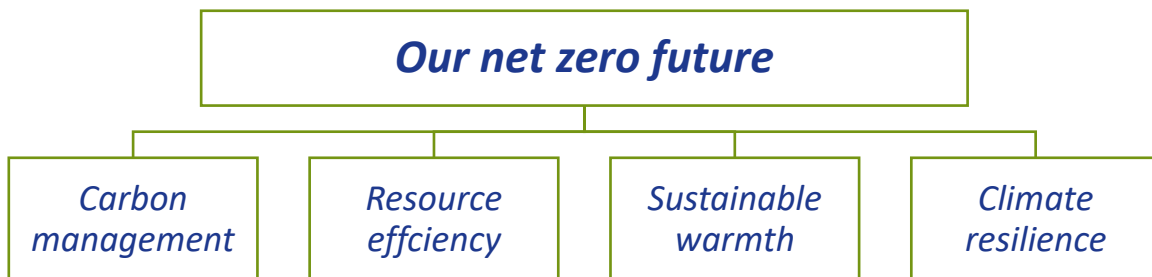 Our net zero future
Carbon
management
Resource
effciency
Sustainable
warmth
Climate
resilience